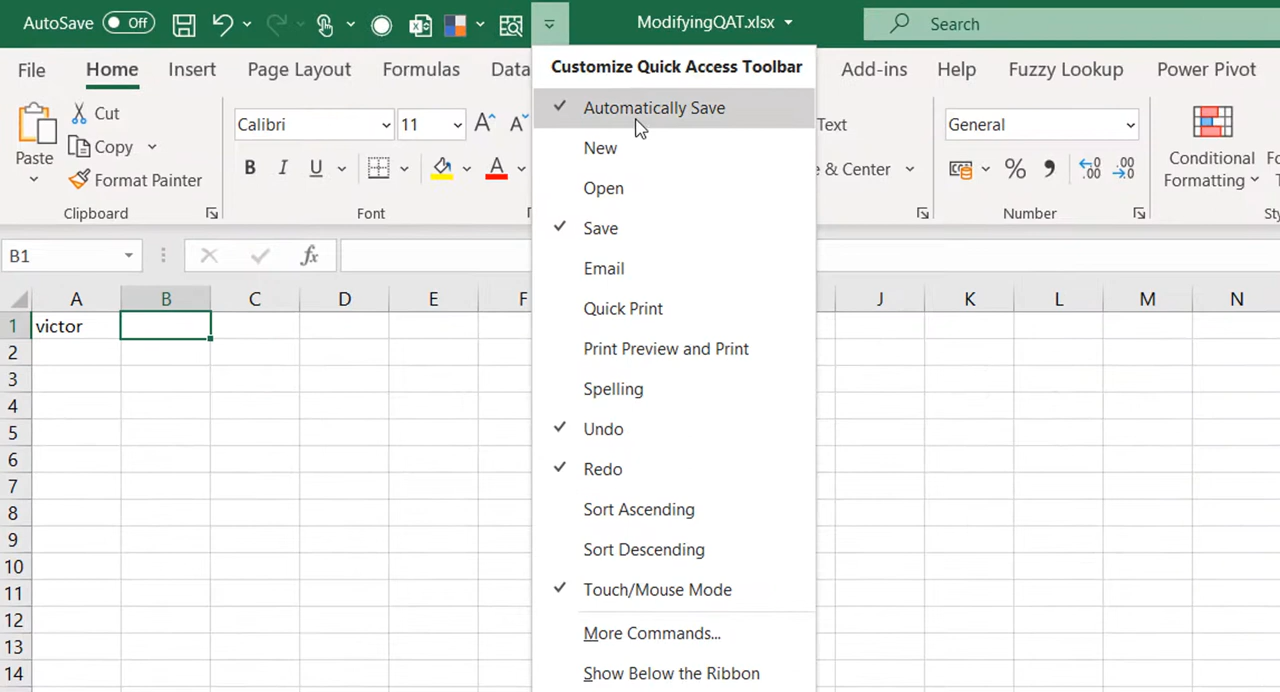 AutoSave Off ModifyingQAT.xlsx Search
File Home Insert Page Layout Formulas Data Add-ins Help Fuzzy Lookup Power Pivot
Customize Quick Access Toolbar
Automatically Save
New
Open
Save
Email
Quick Print
Print Preview and Print
Spelling
Undo
Redo
Sort Ascending
Sort Descending
Touch/Mouse Mode
More Commands...
Show Below the Ribbon
Paste
Cut
Copy
Format Painter
Clipboard
Calibri 11 A A
B I U A
Font
Text
& Center
General
% , .00 .00
Number
Conditional
Formatting
B1 fx
A B C D E F J K L M N
1 victor
2
3
4
5
6
7
8
9
10
11
12
13
14